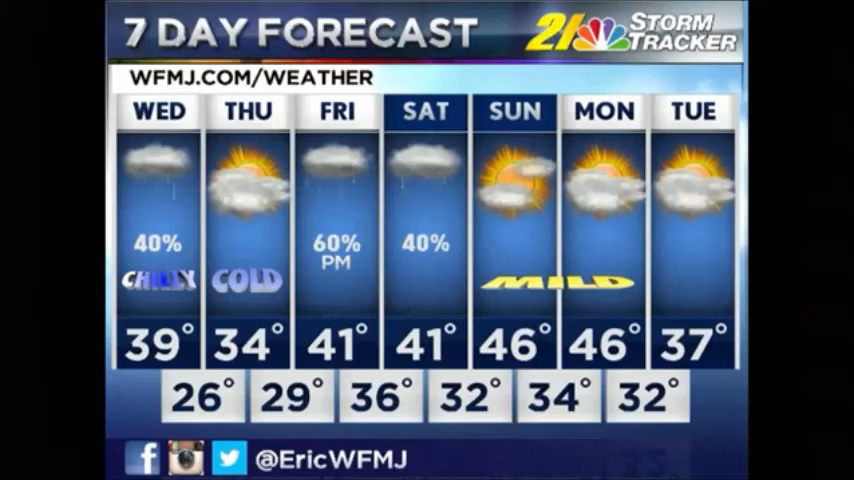 7 DAY FORECAST
21 STORM TRACKER
WFMJ.COM/WEATHER
WED THU FRI SAT SUN MON TUE
40% 60% PM 40%
CHILLY COLD MILD
39° 34° 41° 41° 46° 46° 37°
26° 29° 36° 32° 34° 32°
f @EricWFMJ